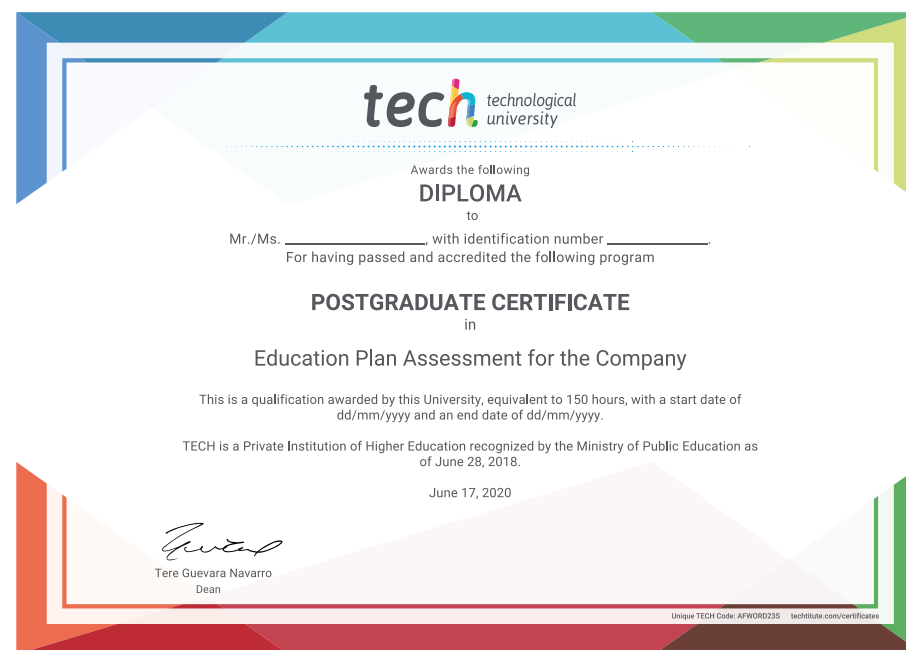 tech technological
university
Awards the following
DIPLOMA
to
Mr./Ms. ____________________, with identification number ______________.
For having passed and accredited the following program
POSTGRADUATE CERTIFICATE
in
Education Plan Assessment for the Company
This is a qualification awarded by this University, equivalent to 150 hours, with a start date of
dd/mm/yyyy and an end date of dd/mm/yyyy.
TECH is a Private Institution of Higher Education recognized by the Ministry of Public Education as
of June 28, 2018.
June 17, 2020
Tere Guevara Navarro
Dean
Unique TECH Code: AFWORD23S techtitute.com/certificates